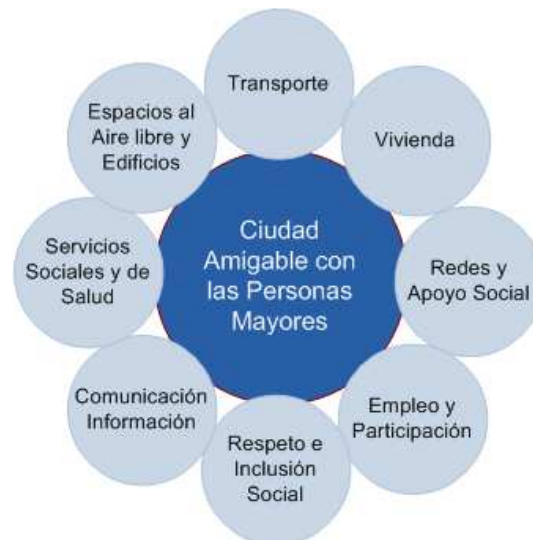 Transporte
Vivienda
Redes y
Apoyo Social
Empleo y
Participación
Respeto e
Inclusión
Social
Comunicación
Información
Servicios
Sociales y de
Salud
Espacios al
Aire libre y
Edificios
Ciudad
Amigable con
las Personas
Mayores